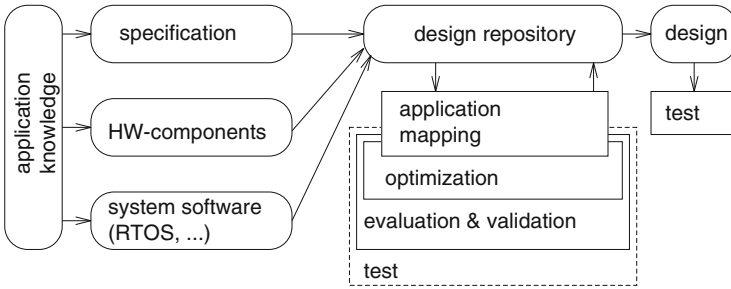 application
knowledge
specification
HW-components
system software
(RTOS, ...)
design repository
design
test
application
mapping
optimization
evaluation & validation
test